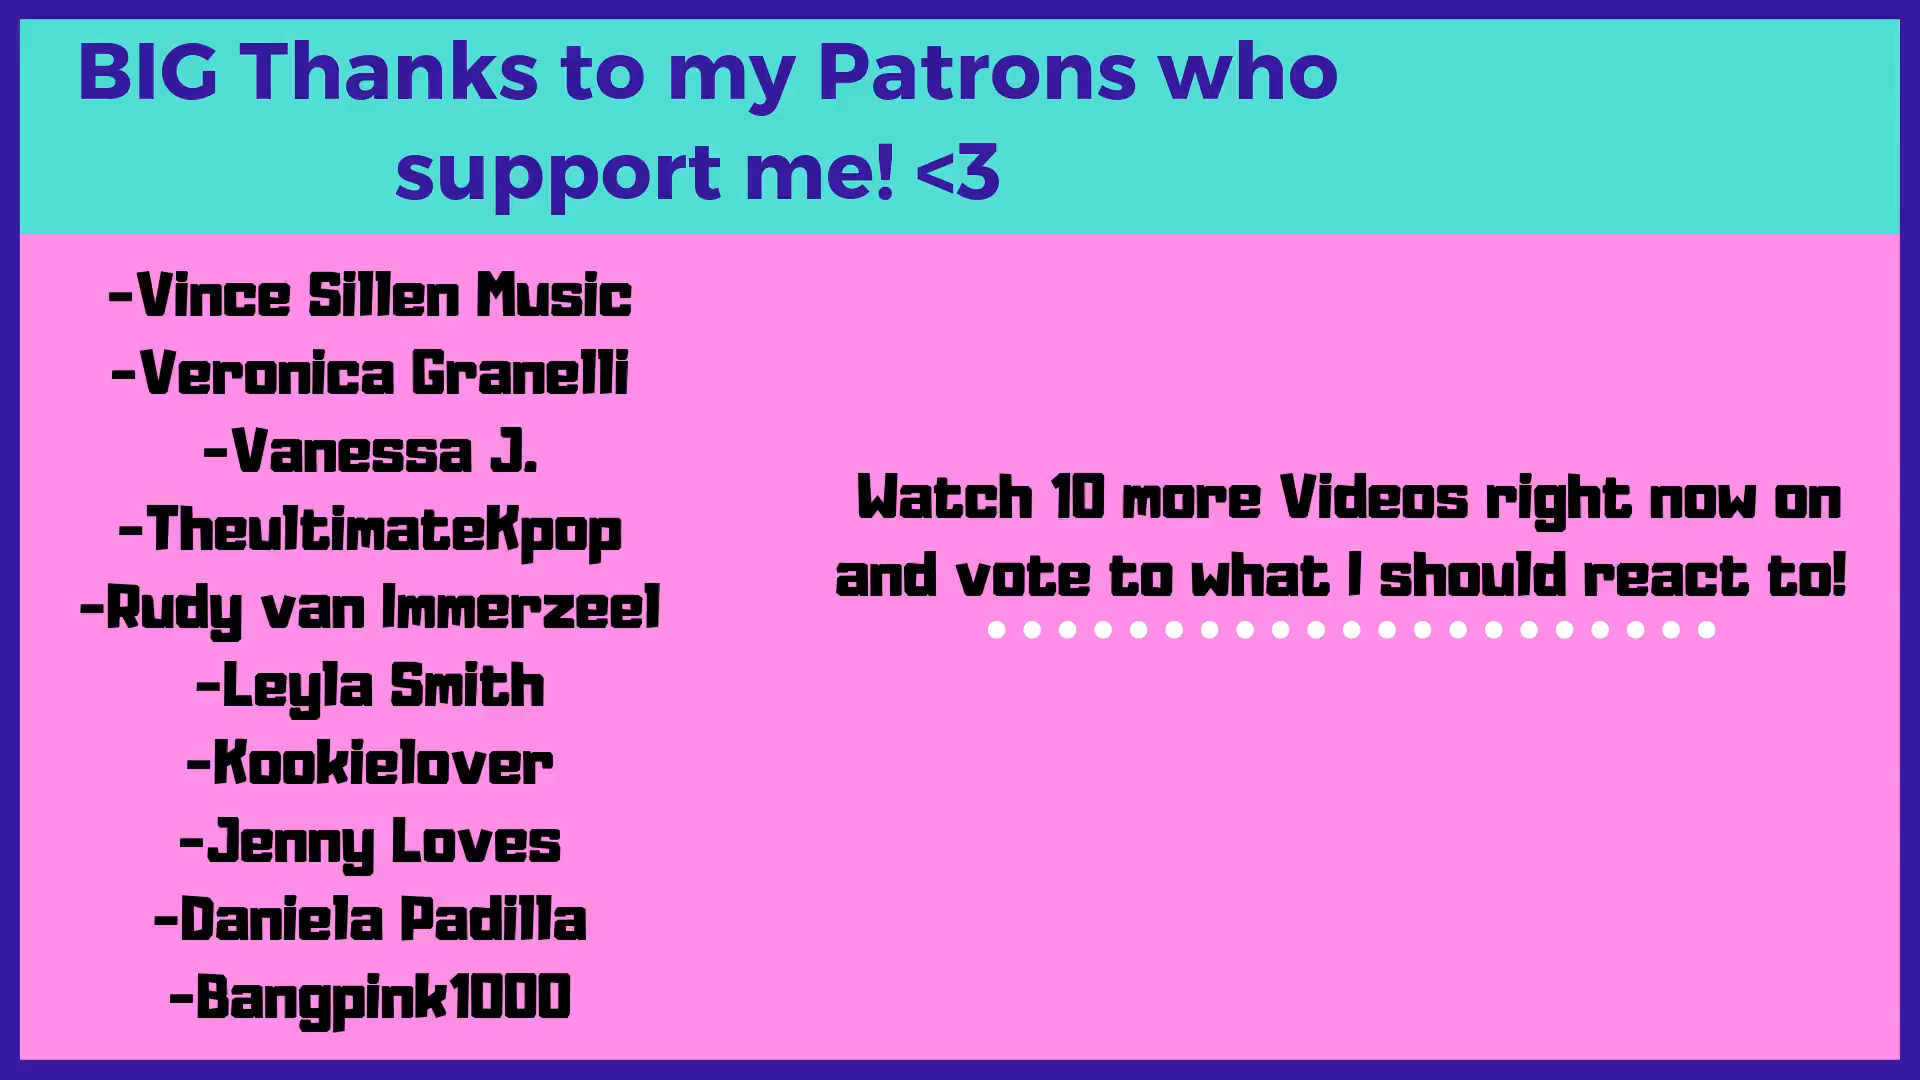 BIG Thanks to my Patrons who
support me! <3
-Vince Sillen Music
-Veronica Granelli
-Vanessa J.
-TheultimateKpop
-Rudy van Immerzeel
-Leyla Smith
-Kookielover
-Jenny Loves
-Daniela Padilla
-Bangpink1000
Watch 10 more Videos right now on
and vote to what I should react to!